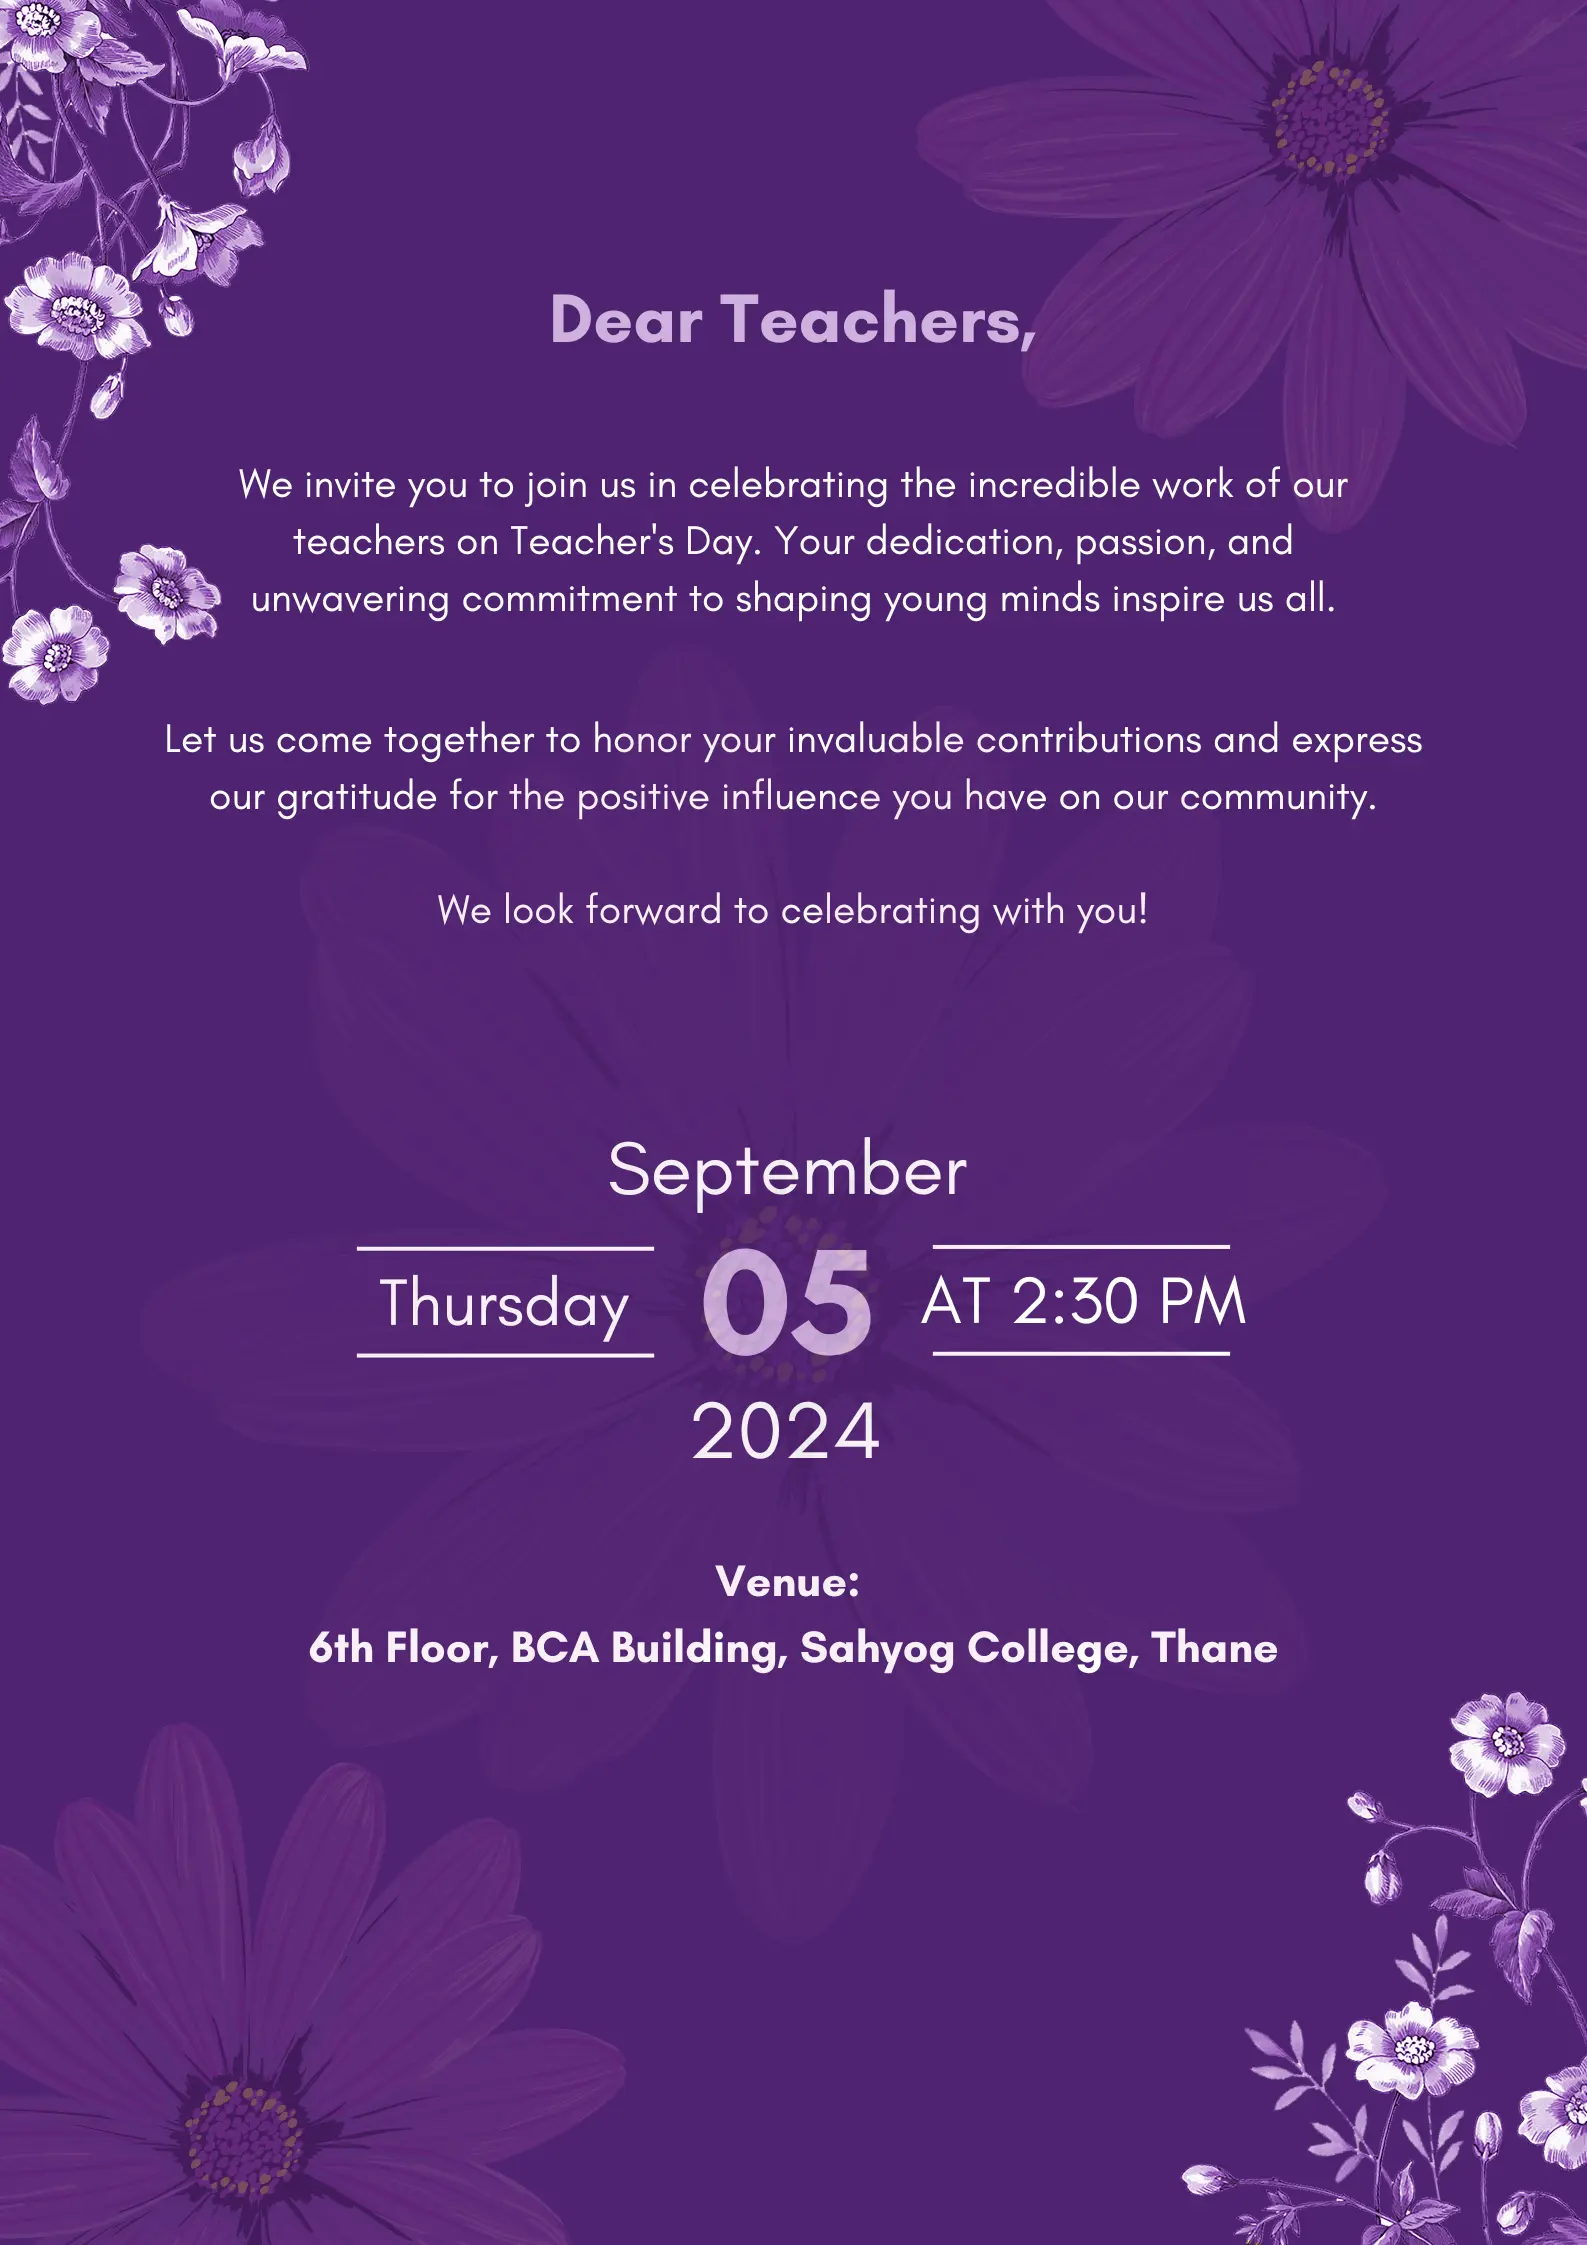 Dear Teachers,
We invite you to join us in celebrating the incredible work of our
teachers on Teacher's Day. Your dedication, passion, and
unwavering commitment to shaping young minds inspire us all.
Let us come together to honor your invaluable contributions and express
our gratitude for the positive influence you have on our community.
We look forward to celebrating with you!
September
Thursday
05
AT 2:30 PM
2024
Venue:
6th Floor, BCA Building, Sahyog College, Thane